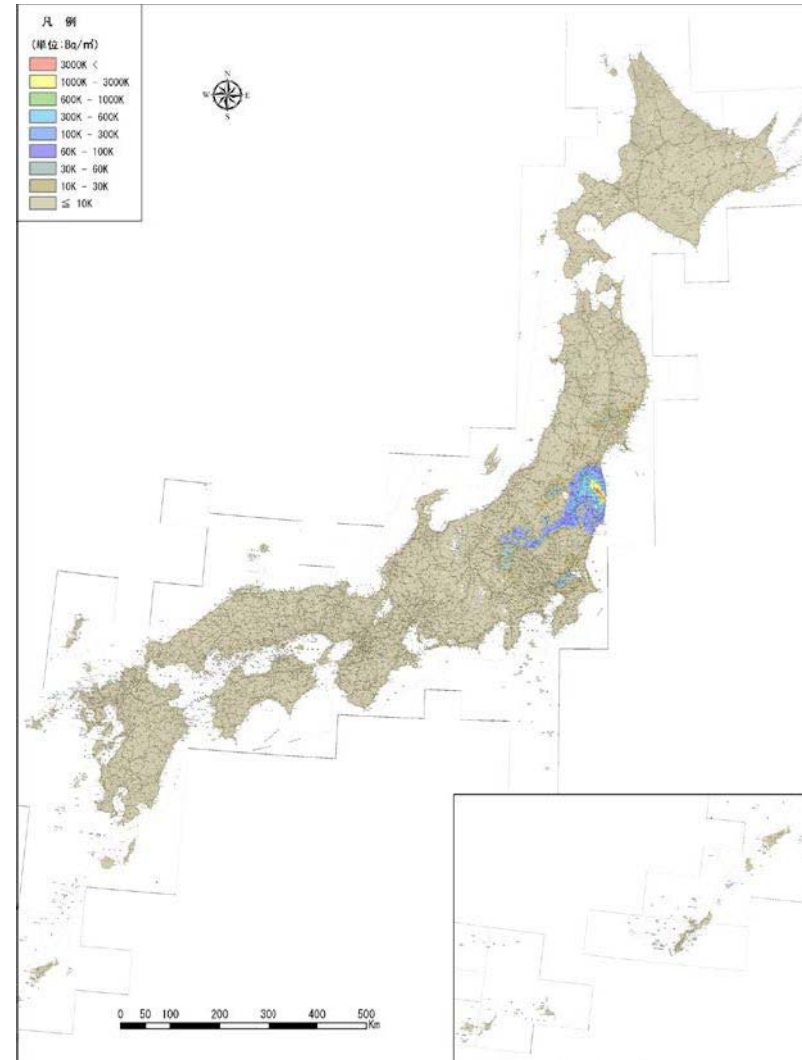 凡 例
(単位:Bq/㎡)
3000K <
1000K - 3000K
600K - 1000K
300K - 600K
100K - 300K
60K - 100K
30K - 60K
10K - 30K
≦ 10K
N
W E
S
0 50 100 200 300 400 500
Km